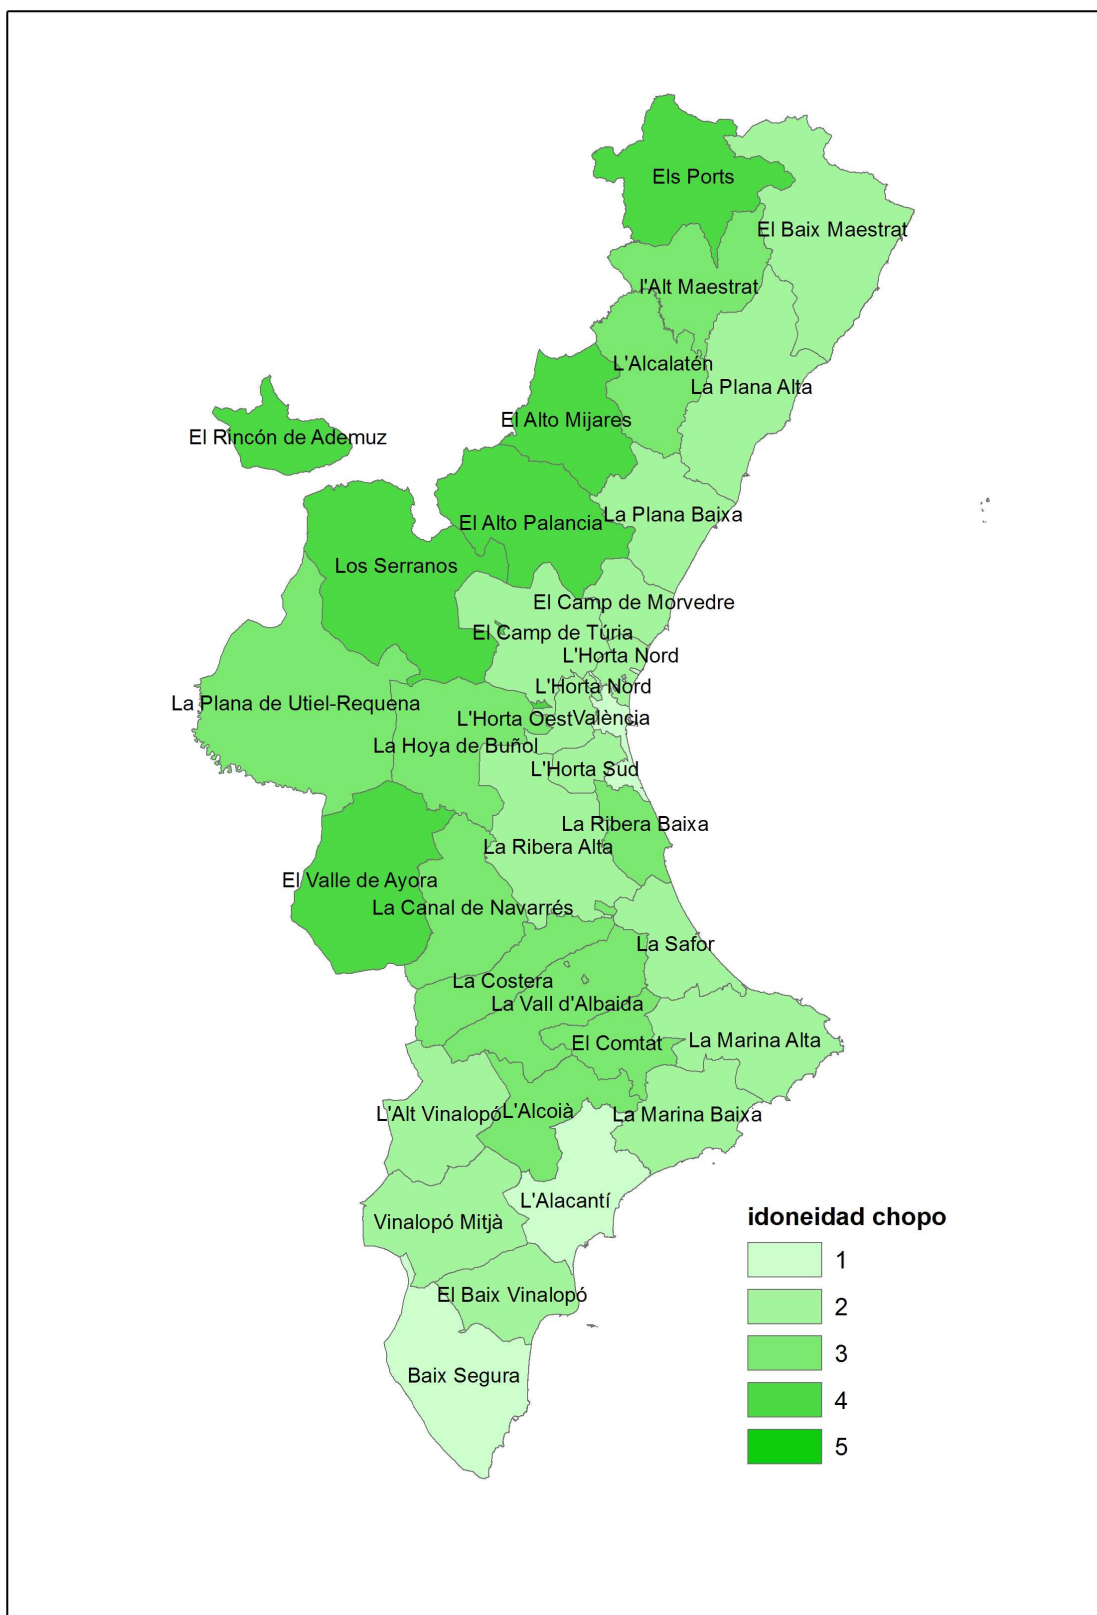 Els Ports
El Baix Maestrat
l'Alt Maestrat
L'Alcalatén
La Plana Alta
El Alto Mijares
El Rincón de Ademuz
La Plana Baixa
El Alto Palancia
Los Serranos
El Camp de Morvedre
El Camp de Túria
L'Horta Nord
L'Horta Nord
La Plana de Utiel-Requena
L'Horta Oest
València
La Hoya de Buñol
L'Horta Sud
La Ribera Baixa
La Ribera Alta
El Valle de Ayora
La Canal de Navarrés
La Safor
La Costera
La Vall d'Albaida
El Comtat
La Marina Alta
L'Alt Vinalopó
L'Alcoià
La Marina Baixa
L'Alacantí
Vinalopó Mitjà
El Baix Vinalopó
Baix Segura
idoneidad chopo
1
2
3
4
5